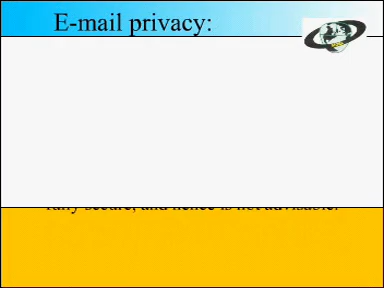 E-mail privacy:
fully secure, and hence is not advisable.